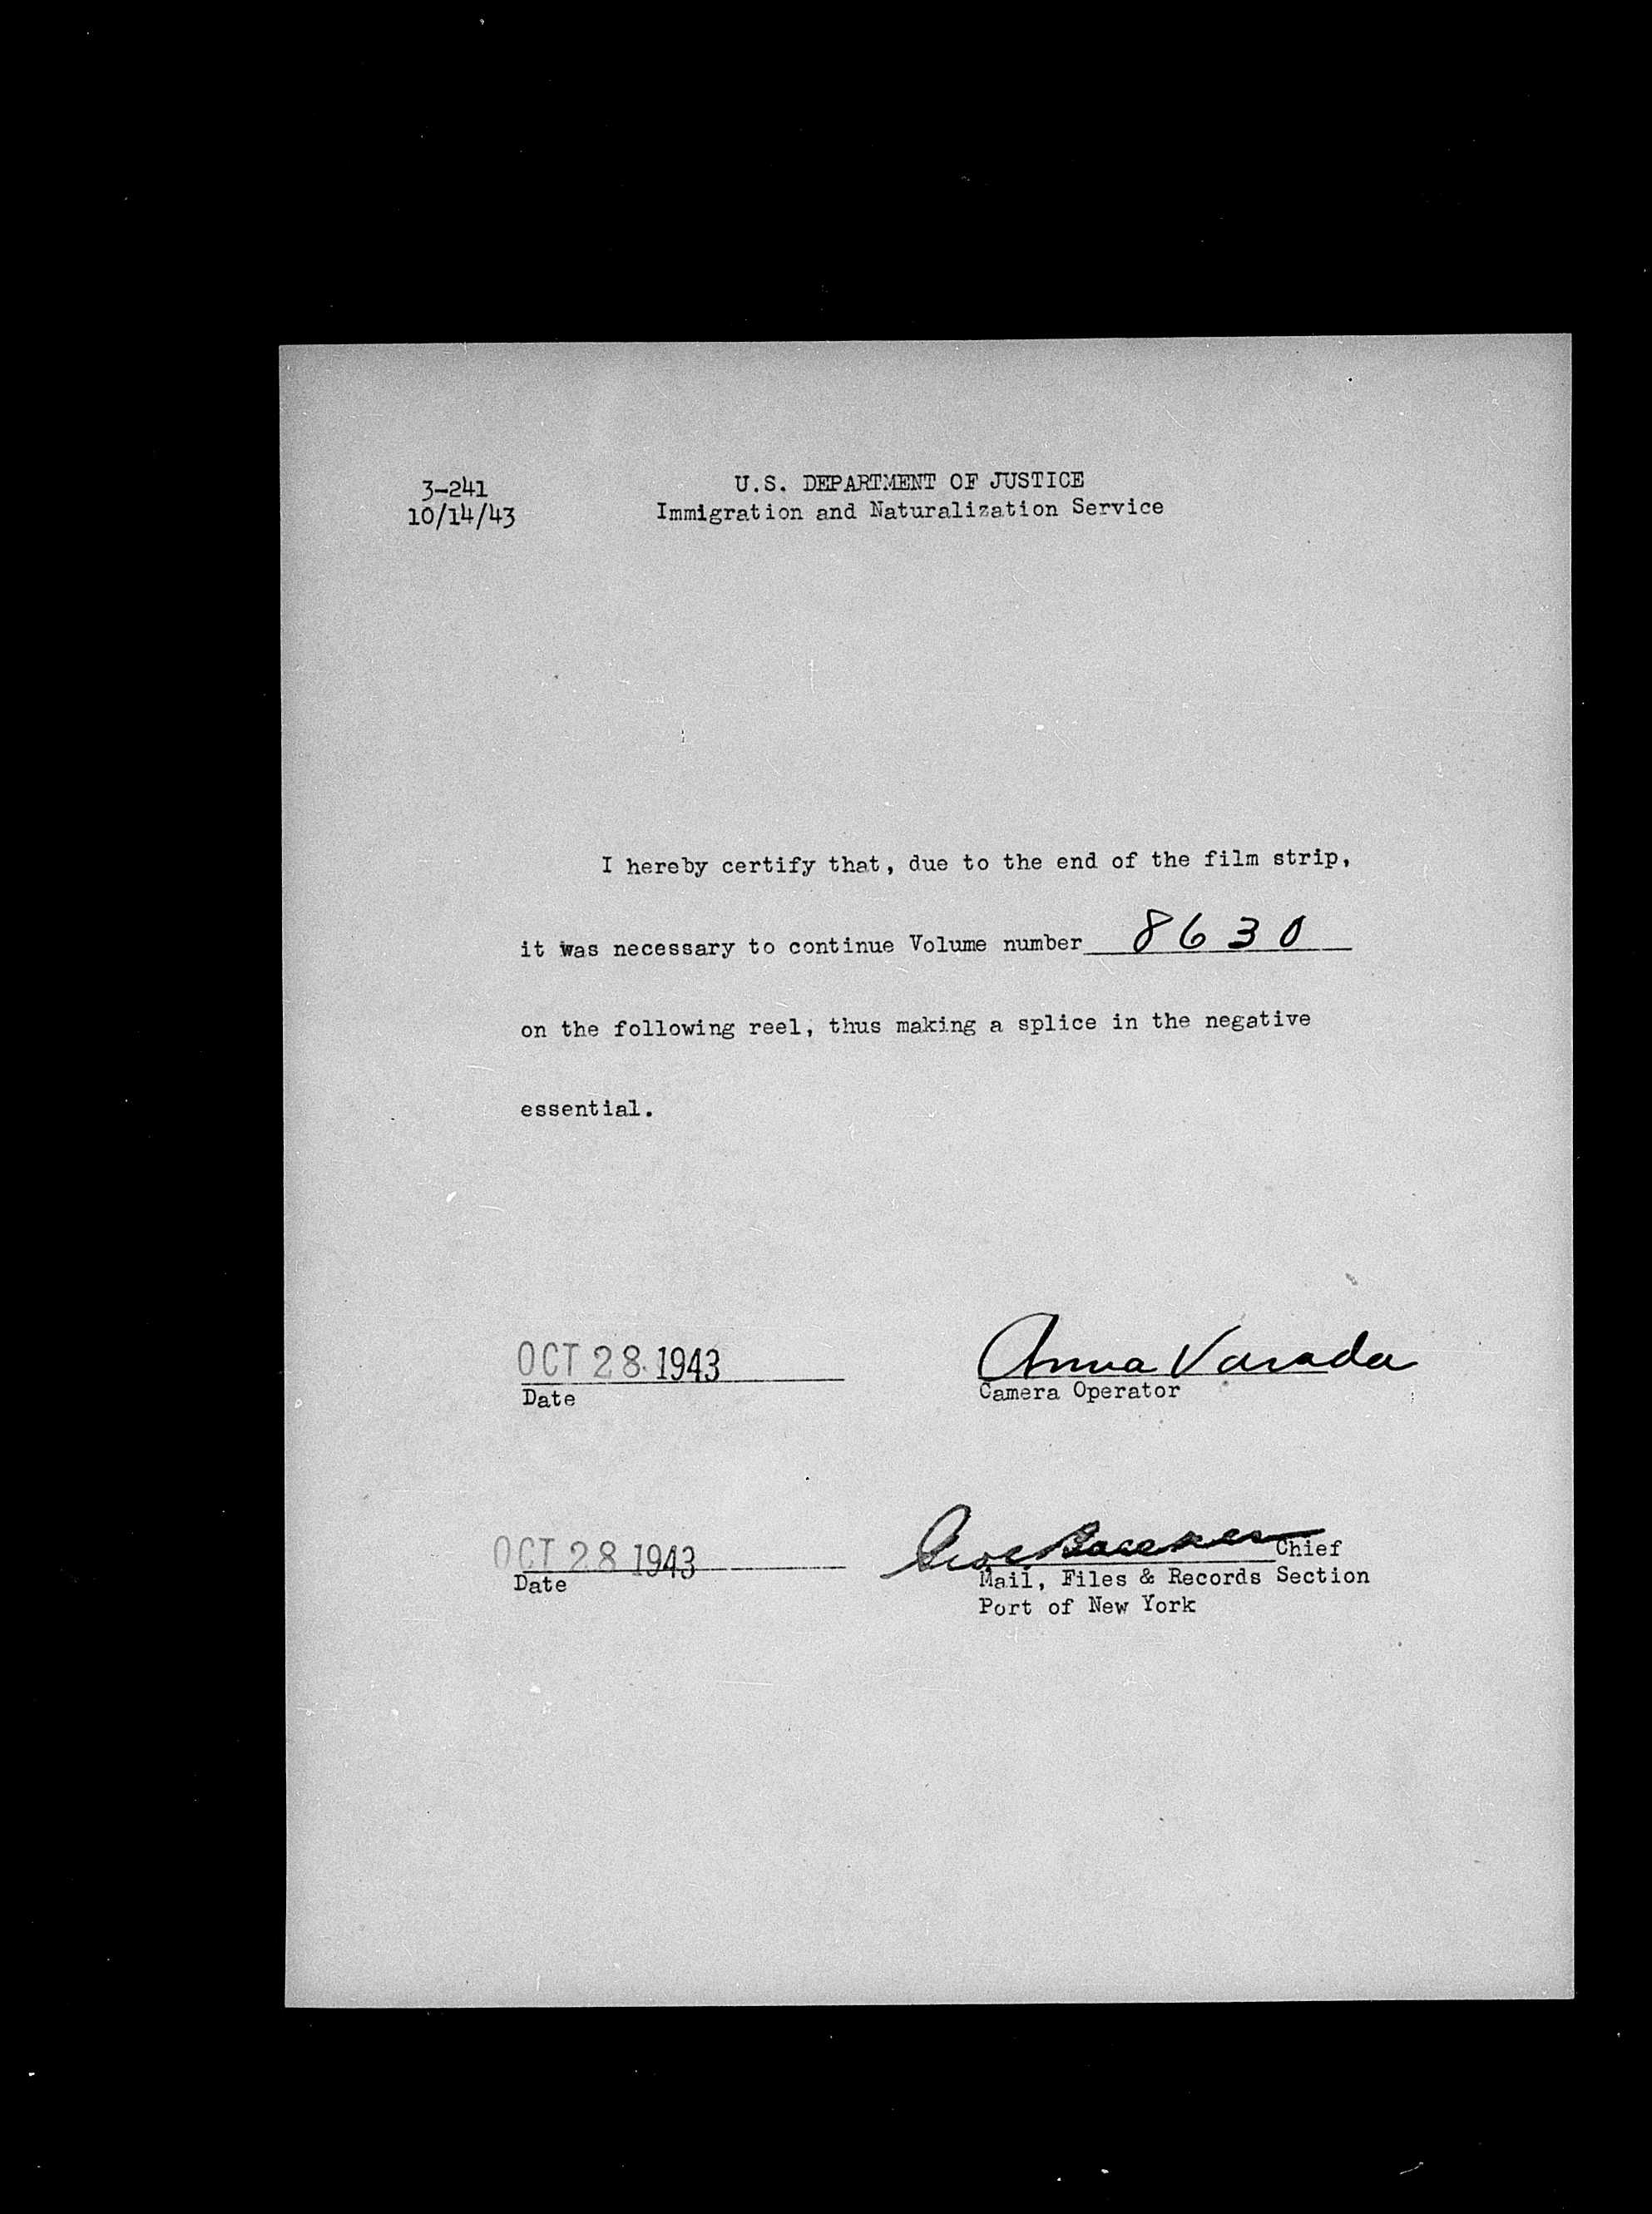 3-241
10/14/43
U.S. DEPARTMENT OF JUSTICE
Immigration and Naturalization Service
I hereby certify that, due to the end of the film strip,
it was necessary to continue Volume number 8630
on the following reel, thus making a splice in the negative
essential.
OCT 28 1943
Date
Anna Varada
Camera Operator
OCT 28 1943
Date
Chief
Mail, Files & Records Section
Port of New York